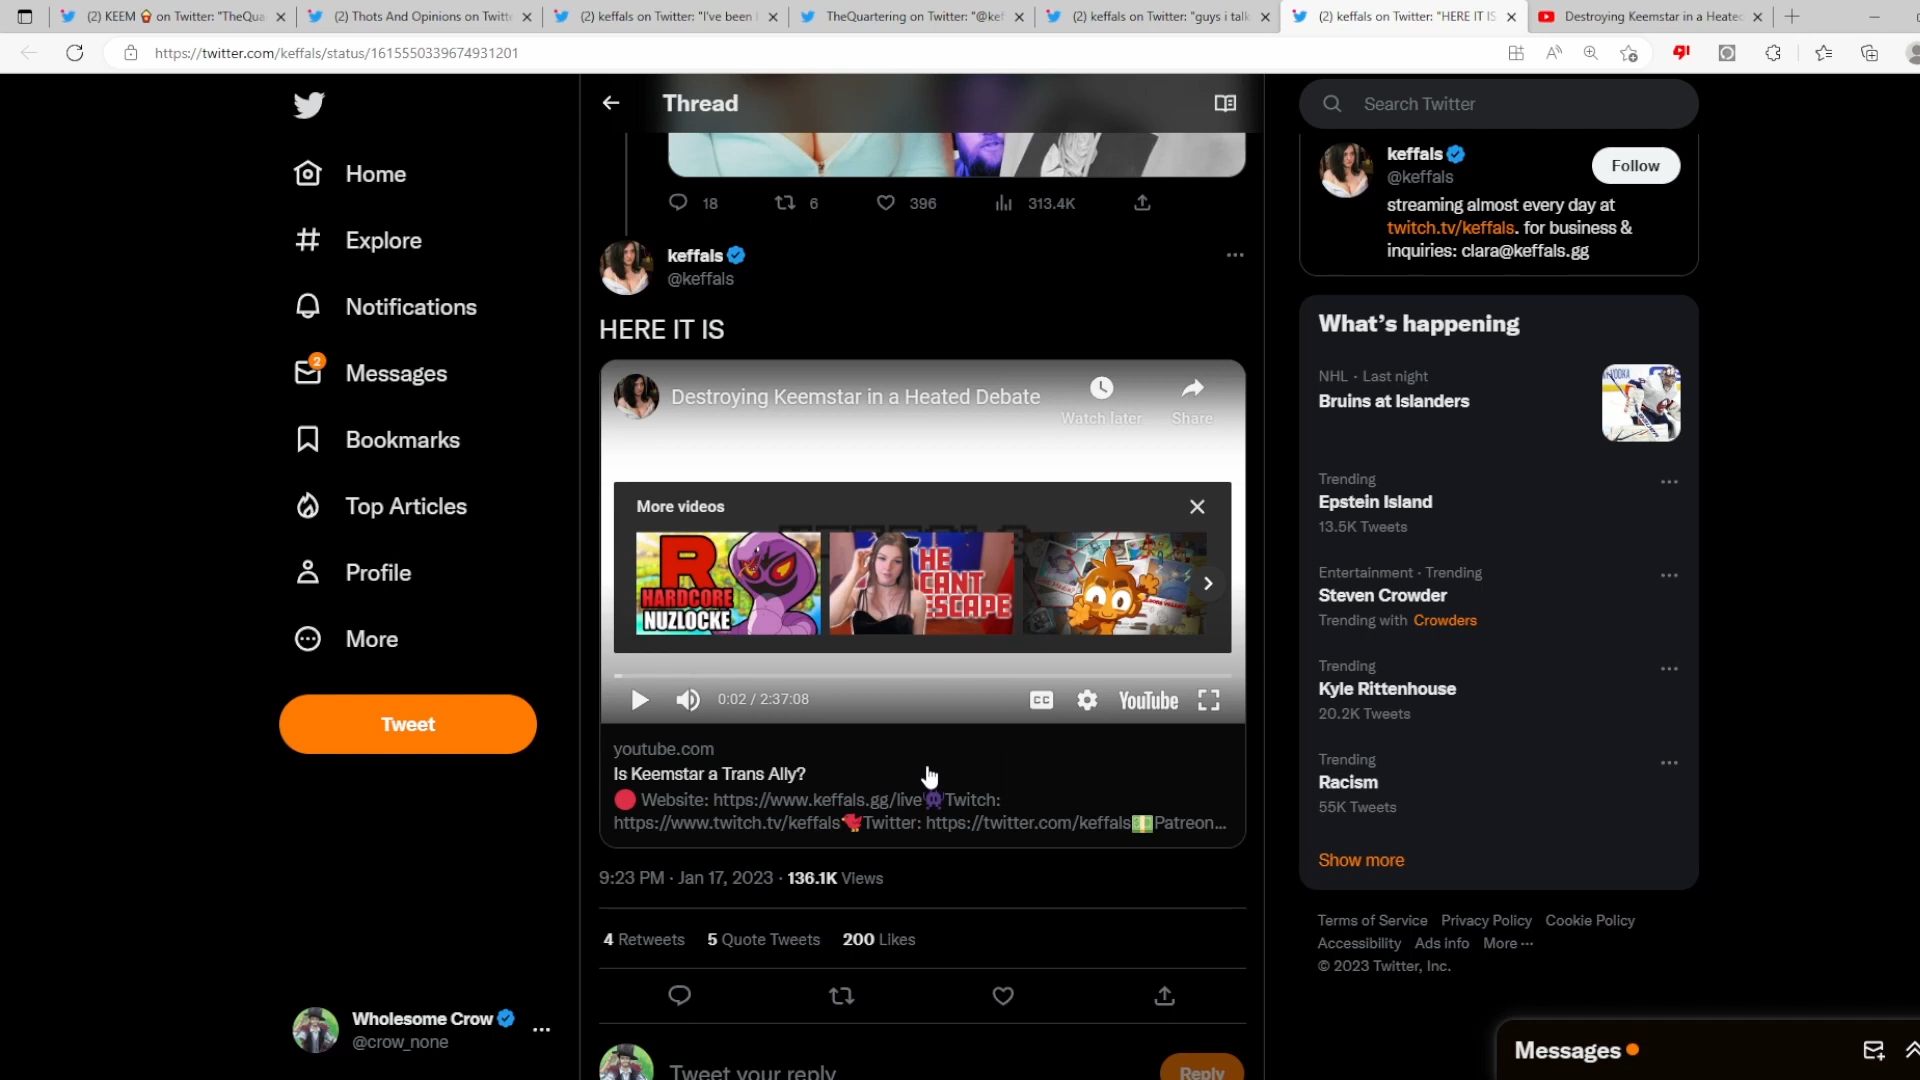 (2) KEEM 🍿 on Twitter: "TheQua
(2) Thots And Opinions on Twitte
(2) keffals on Twitter: "I've been
TheQuartering on Twitter: "@kef
(2) keffals on Twitter: "guys i talk
(2) keffals on Twitter: "HERE IT IS
Destroying Keemstar in a Heated
https://twitter.com/keffals/status/1615550339674931201
Home
Explore
Notifications
2
Messages
Bookmarks
Top Articles
Profile
More
Tweet
Wholesome Crow
@crow_none
Thread
18
6
396
313.4K
keffals
@keffals
HERE IT IS
Destroying Keemstar in a Heated Debate
Watch later
Share
More videos
R
HARDCORE
NUZLOCKE
HE
CANT
ESCAPE
0:02 / 2:37:08
CC
YouTube
youtube.com
Is Keemstar a Trans Ally?
🔴 Website: https://www.keffals.gg/live👾Twitch:
https://www.twitch.tv/keffals🐦Twitter: https://twitter.com/keffals💵Patreon...
9:23 PM · Jan 17, 2023 · 136.1K Views
4 Retweets 5 Quote Tweets 200 Likes
Tweet your reply
Reply
Search Twitter
keffals
@keffals
Follow
streaming almost every day at
twitch.tv/keffals. for business &
inquiries: clara@keffals.gg
What's happening
NHL · Last night
Bruins at Islanders
Trending
Epstein Island
13.5K Tweets
Entertainment · Trending
Steven Crowder
Trending with Crowders
Trending
Kyle Rittenhouse
20.2K Tweets
Trending
Racism
55K Tweets
Show more
Terms of Service Privacy Policy Cookie Policy
Accessibility Ads info More ···
© 2023 Twitter, Inc.
Messages